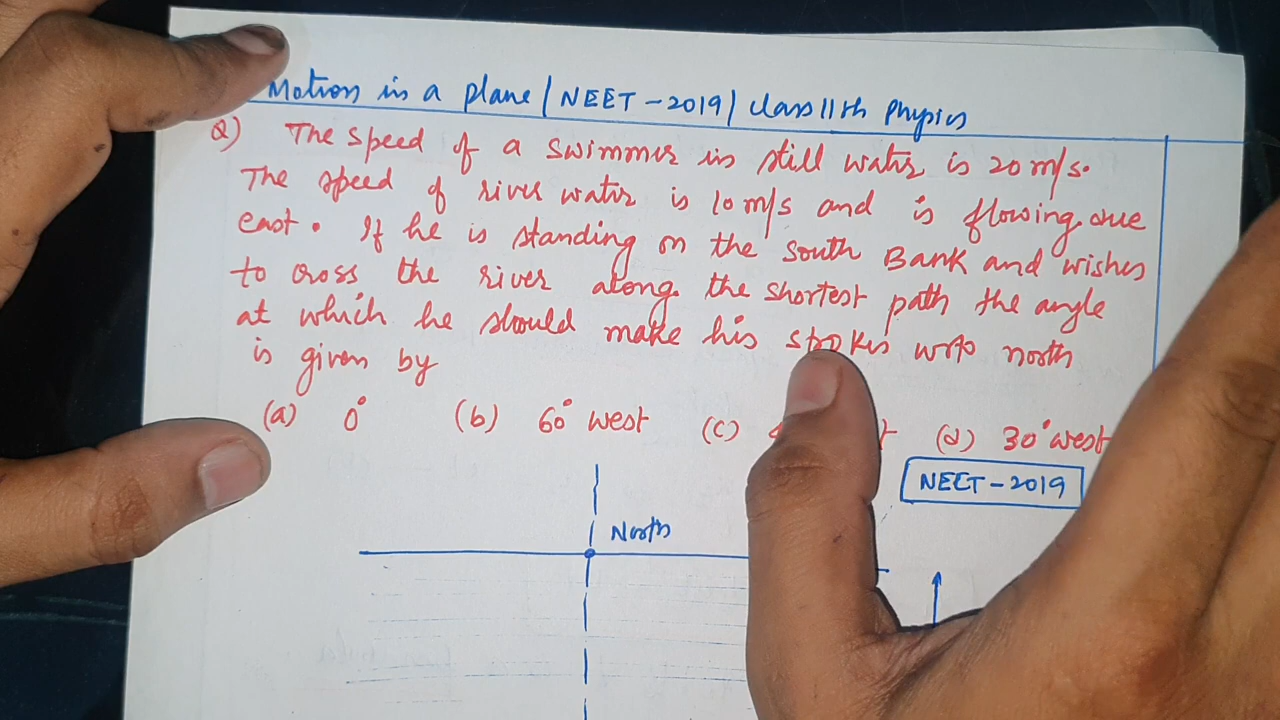 Motion in a plane / NEET - 2019 / class 11th Physics
Q) The speed of a swimmer in still water is 20 m/s.
The speed of river water is 10 m/s and is flowing due
east. If he is standing on the south Bank and wishes
to cross the river along the shortest path the angle
at which he should make his strokes w.r.to north
is given by
(a) 0° (b) 60° west (c) (d) 30° west
NEET - 2019
North